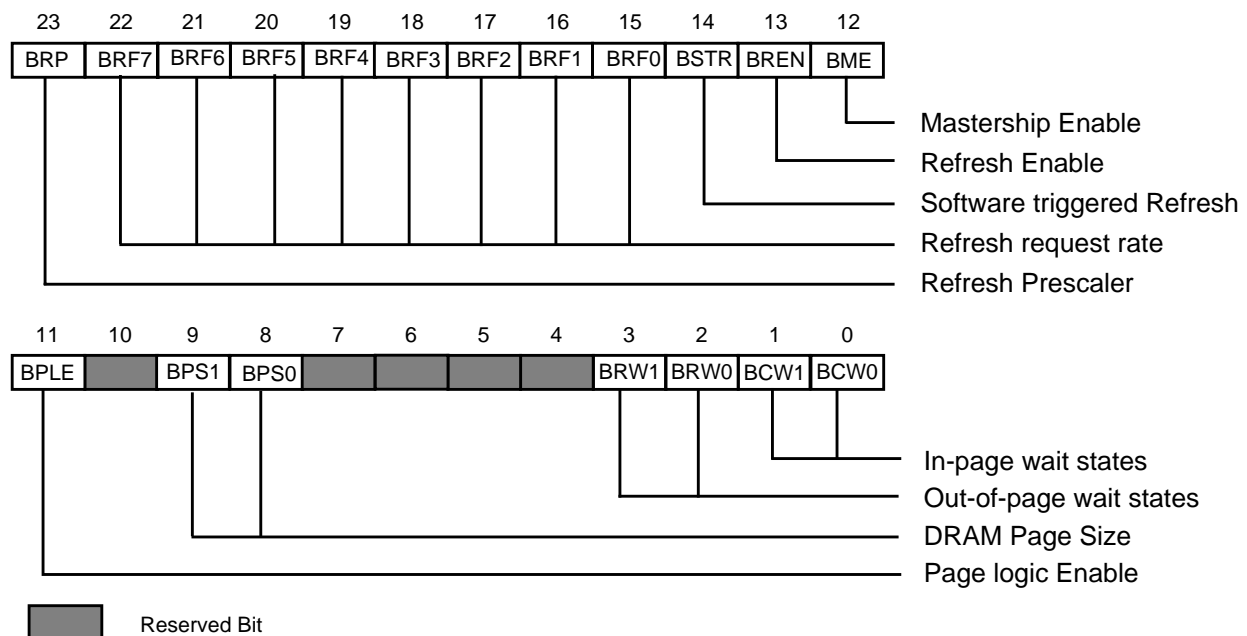 23 22 21 20 19 18 17 16 15 14 13 12
BRP BRF7 BRF6 BRF5 BRF4 BRF3 BRF2 BRF1 BRF0 BSTR BREN BME
Mastership Enable
Refresh Enable
Software triggered Refresh
Refresh request rate
Refresh Prescaler
11 10 9 8 7 6 5 4 3 2 1 0
BPLE BPS1 BPS0 BRW1 BRW0 BCW1 BCW0
In-page wait states
Out-of-page wait states
DRAM Page Size
Page logic Enable
Reserved Bit